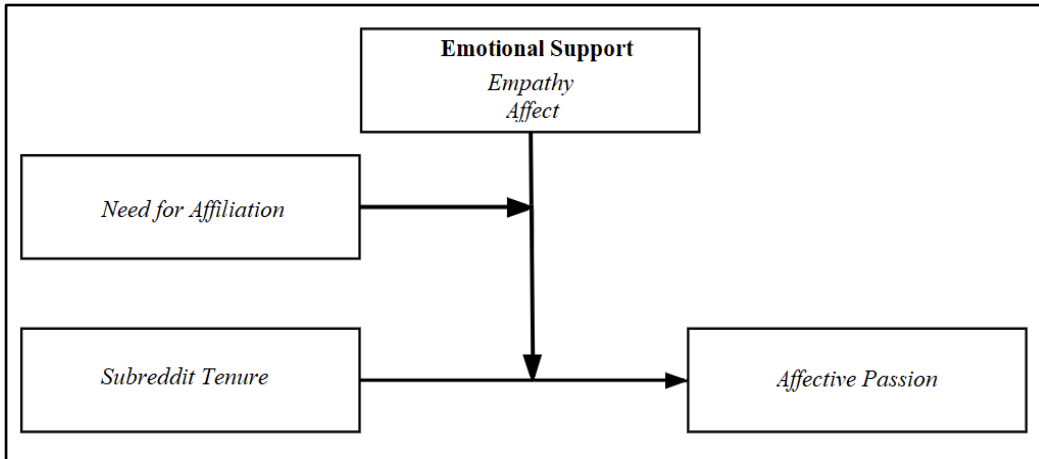 Emotional Support
Empathy
Affect
Need for Affiliation
Subreddit Tenure
Affective Passion